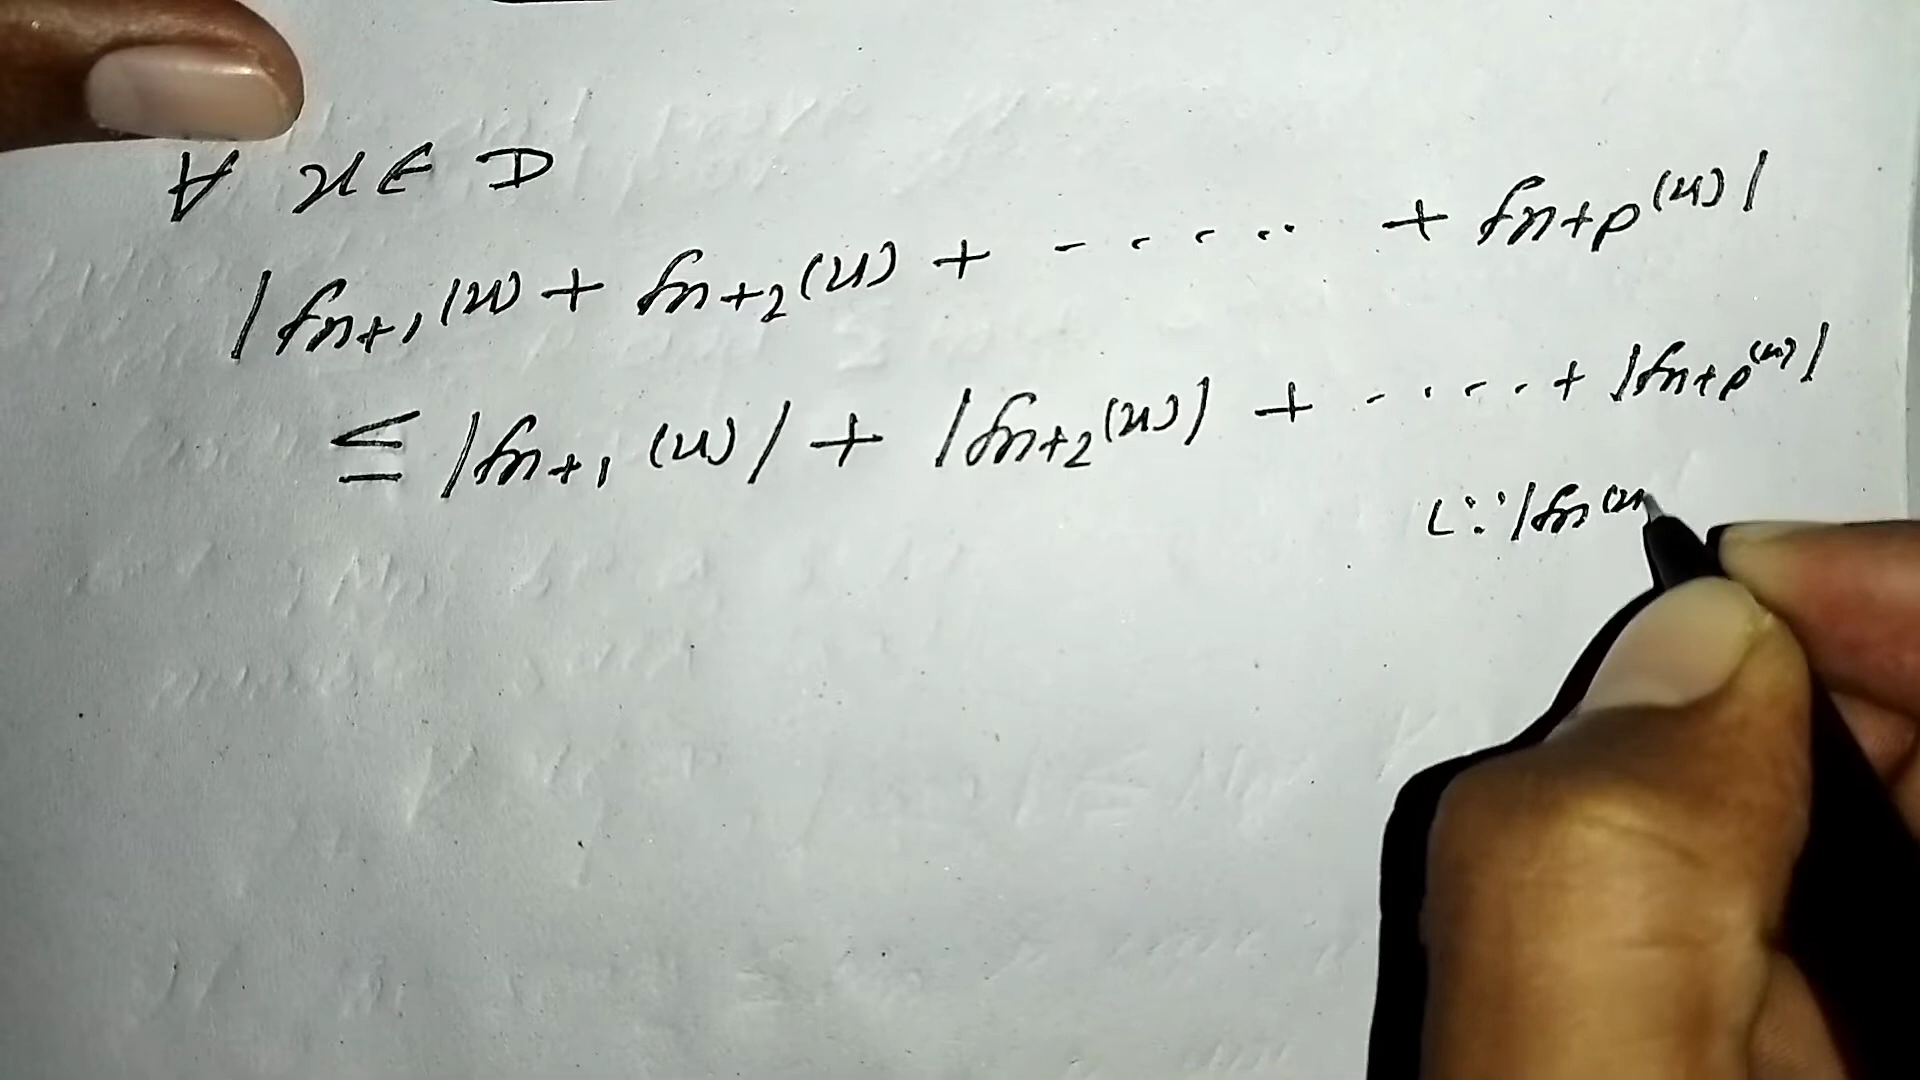 ∀ x ∈ D
|fn+1(x) + fn+2(x) + - - - - - + fn+p(x)|
≤ |fn+1(x)| + |fn+2(x)| + - - - - + |fn+p(x)|
(∵ |fn(x